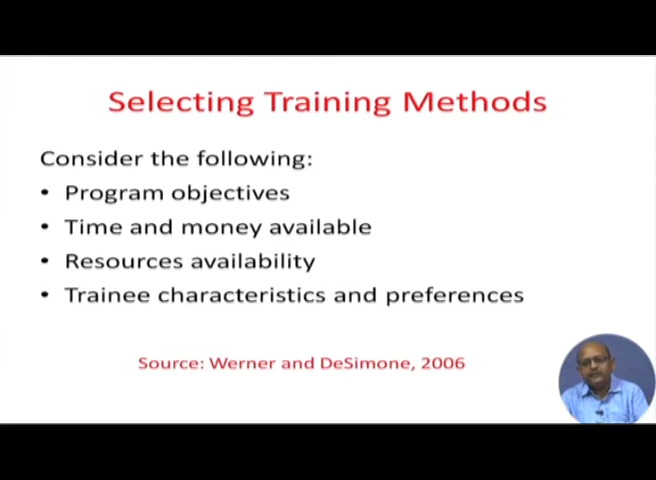 Selecting Training Methods
Consider the following:
• Program objectives
• Time and money available
• Resources availability
• Trainee characteristics and preferences
Source: Werner and DeSimone, 2006